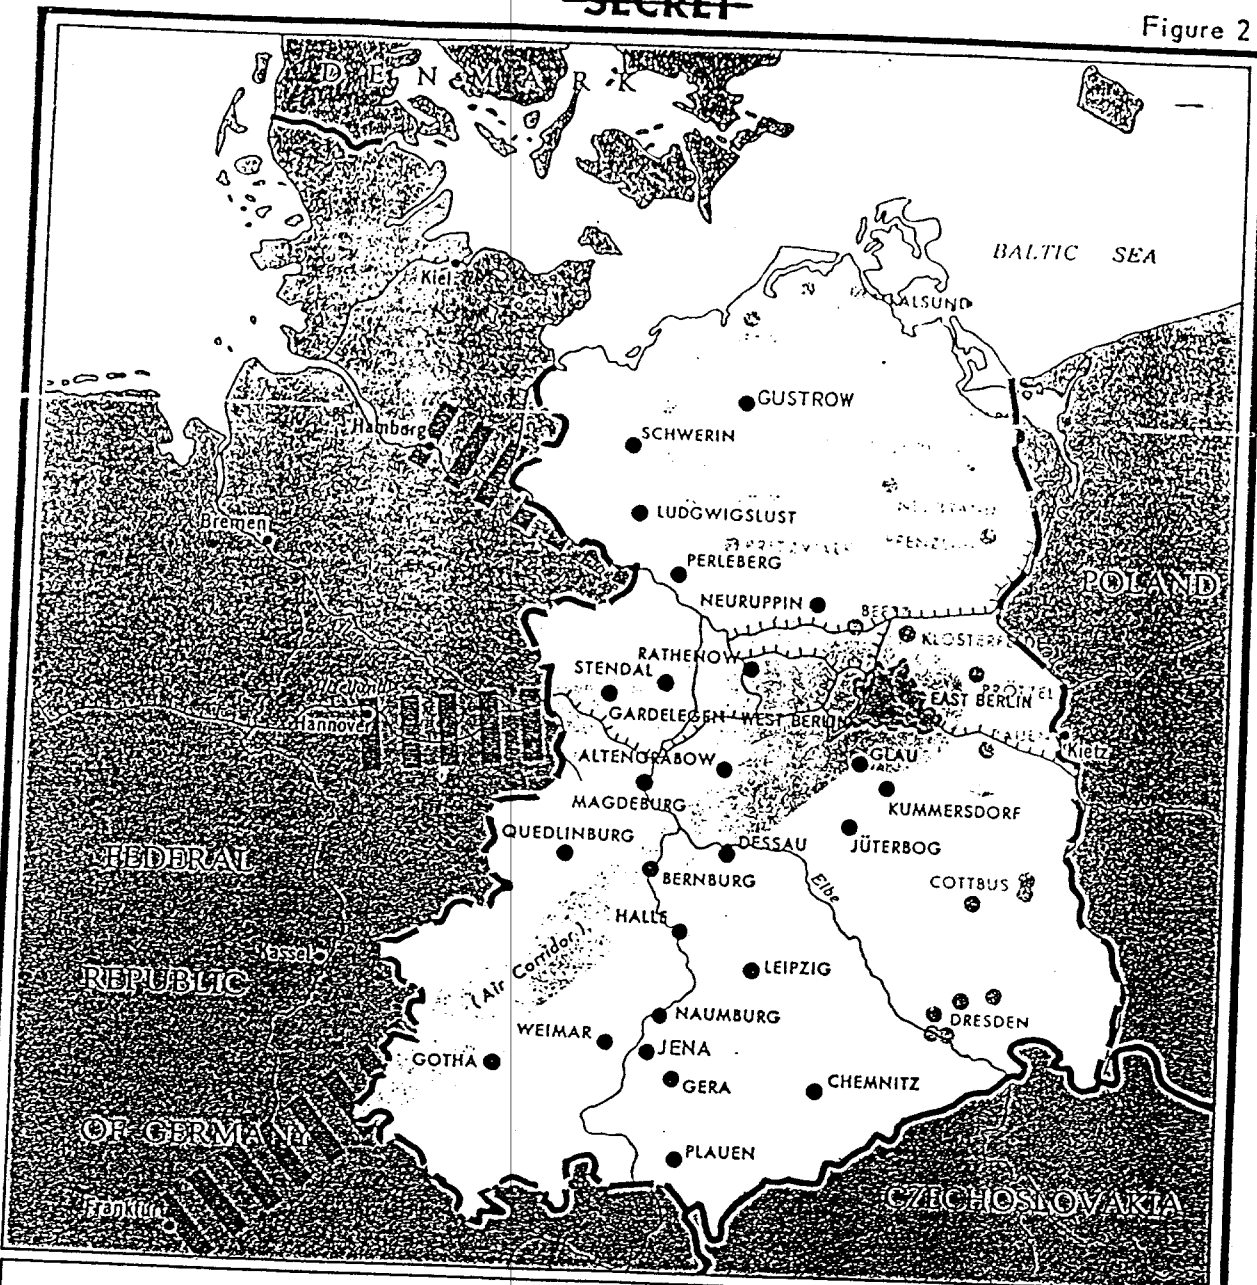 SECRET
Figure 2
DENMARK
BALTIC SEA
Kiel
GUSTROW
Hamburg
SCHWERIN
LUDGWIGSLUST
Bremen
PERLEBERG
POLAND
NEURUPPIN
KLOSTERFELDE
RATHENOW
STENDAL
EAST BERLIN
GARDELEGEN
WEST BERLIN
Hannover
Kietz
ALTENGRABOW
GLAU
MAGDEBURG
KUMMERSDORF
QUEDLINBURG
DESSAU
JÜTERBOG
FEDERAL
BERNBURG
Elbe
COTTBUS
HALLE
(Air Corridor)
LEIPZIG
REPUBLIC
NAUMBURG
DRESDEN
WEIMAR
JENA
GOTHA
GERA
CHEMNITZ
OF GERMANY
PLAUEN
CZECHOSLOVAKIA
Frankfurt